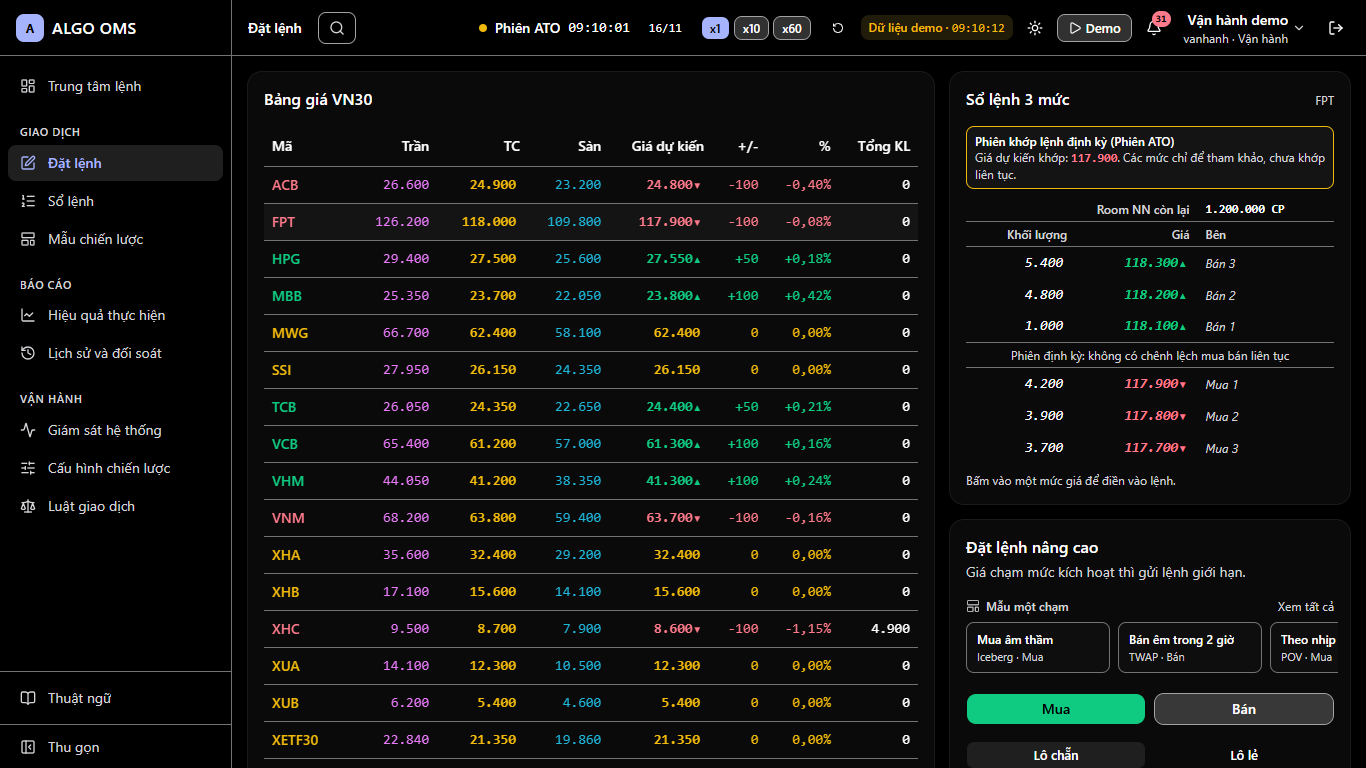 A ALGO OMS
Trung tâm lệnh
GIAO DỊCH
Đặt lệnh
Sổ lệnh
Mẫu chiến lược
BÁO CÁO
Hiệu quả thực hiện
Lịch sử và đối soát
VẬN HÀNH
Giám sát hệ thống
Cấu hình chiến lược
Luật giao dịch
Thuật ngữ
Thu gọn
Đặt lệnh
Phiên ATO 09:10:01 16/11 x1 x10 x60
Dữ liệu demo · 09:10:12
Demo
31
Vận hành demo
vanhanh · Vận hành
Bảng giá VN30
Mã Trần TC Sàn Giá dự kiến +/- % Tổng KL
ACB 26.600 24.900 23.200 24.800▼ -100 -0,40% 0
FPT 126.200 118.000 109.800 117.900▼ -100 -0,08% 0
HPG 29.400 27.500 25.600 27.550▲ +50 +0,18% 0
MBB 25.350 23.700 22.050 23.800▲ +100 +0,42% 0
MWG 66.700 62.400 58.100 62.400 0 0,00% 0
SSI 27.950 26.150 24.350 26.150 0 0,00% 0
TCB 26.050 24.350 22.650 24.400▲ +50 +0,21% 0
VCB 65.400 61.200 57.000 61.300▲ +100 +0,16% 0
VHM 44.050 41.200 38.350 41.300▲ +100 +0,24% 0
VNM 68.200 63.800 59.400 63.700▼ -100 -0,16% 0
XHA 35.600 32.400 29.200 32.400 0 0,00% 0
XHB 17.100 15.600 14.100 15.600 0 0,00% 0
XHC 9.500 8.700 7.900 8.600▼ -100 -1,15% 4.900
XUA 14.100 12.300 10.500 12.300 0 0,00% 0
XUB 6.200 5.400 4.600 5.400 0 0,00% 0
XETF30 22.840 21.350 19.860 21.350 0 0,00% 0
Sổ lệnh 3 mức FPT
Phiên khớp lệnh định kỳ (Phiên ATO)
Giá dự kiến khớp: 117.900. Các mức chỉ để tham khảo, chưa khớp
liên tục.
Room NN còn lại 1.200.000 CP
Khối lượng Giá Bên
5.400 118.300▲ Bán 3
4.800 118.200▲ Bán 2
1.000 118.100▲ Bán 1
Phiên định kỳ: không có chênh lệch mua bán liên tục
4.200 117.900▼ Mua 1
3.900 117.800▼ Mua 2
3.700 117.700▼ Mua 3
Bấm vào một mức giá để điền vào lệnh.
Đặt lệnh nâng cao
Giá chạm mức kích hoạt thì gửi lệnh giới hạn.
Mẫu một chạm Xem tất cả
Mua âm thầm
Iceberg · Mua
Bán êm trong 2 giờ
TWAP · Bán
Theo nhịp
POV · Mua
Mua Bán
Lô chẵn Lô lẻ